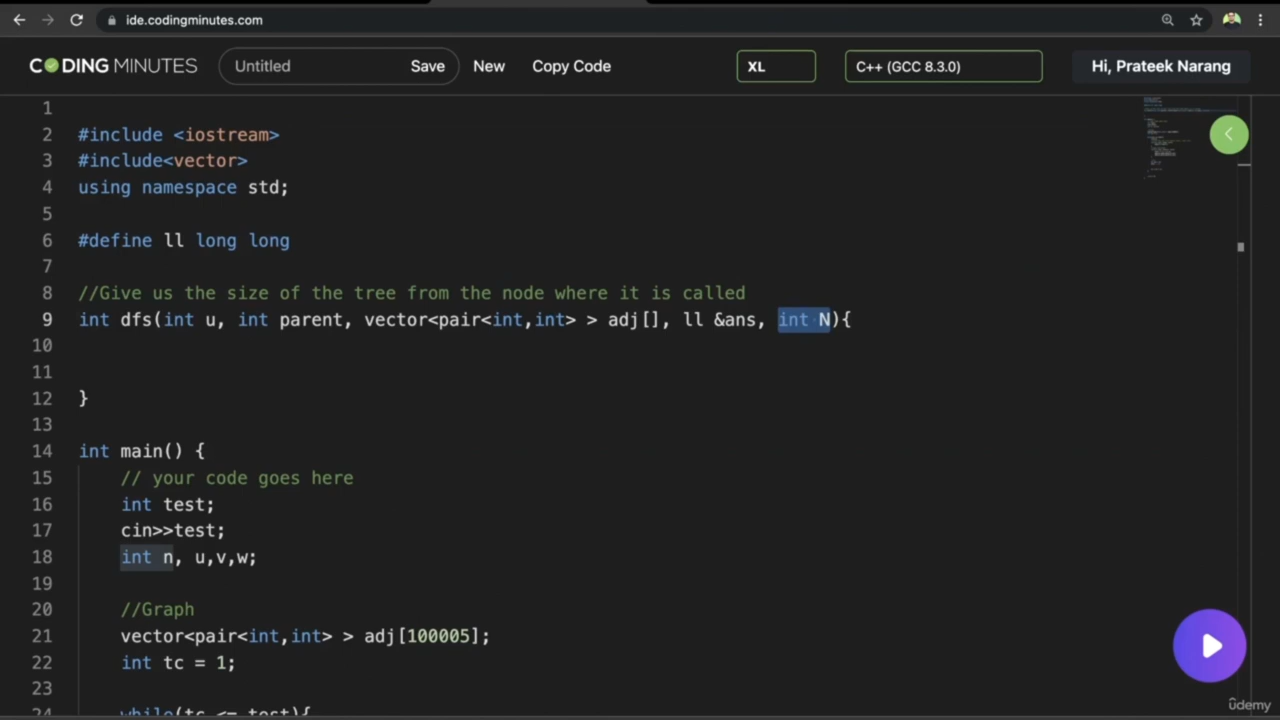 ide.codingminutes.com
CODING MINUTES Untitled Save New Copy Code XL C++ (GCC 8.3.0) Hi, Prateek Narang
1
2 #include <iostream>
3 #include<vector>
4 using namespace std;
5
6 #define ll long long
7
8 //Give us the size of the tree from the node where it is called
9 int dfs(int u, int parent, vector<pair<int,int> > adj[], ll &ans, int N){
10
11
12 }
13
14 int main() {
15 // your code goes here
16 int test;
17 cin>>test;
18 int n, u,v,w;
19
20 //Graph
21 vector<pair<int,int> > adj[100005];
22 int tc = 1;
23
24 while(tc <= test){
udemy